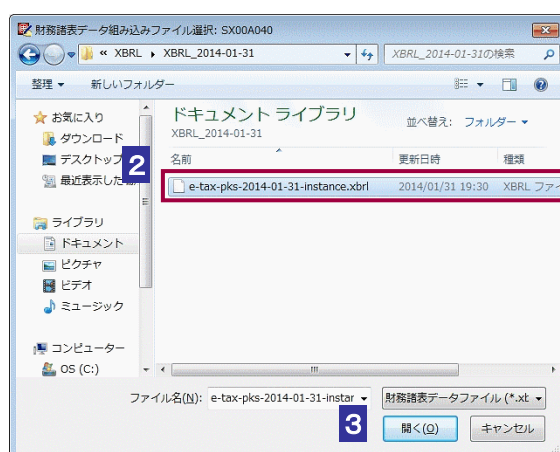 財務諸表データ組み込みファイル選択: SX00A040
« XBRL ▸ XBRL_2014-01-31
XBRL_2014-01-31の検索
整理 ▼ 新しいフォルダー
お気に入り
ダウンロード
デスクトップ
最近表示した
ライブラリ
ドキュメント
ピクチャ
ビデオ
ミュージック
コンピューター
OS (C:)
ドキュメント ライブラリ
XBRL_2014-01-31
並べ替え: フォルダー ▼
名前 更新日時 種類
2
e-tax-pks-2014-01-31-instance.xbrl 2014/01/31 19:30 XBRL ファイ
ファイル名(N): e-tax-pks-2014-01-31-instar
財務諸表データファイル (*.xt
3
開く(O) キャンセル